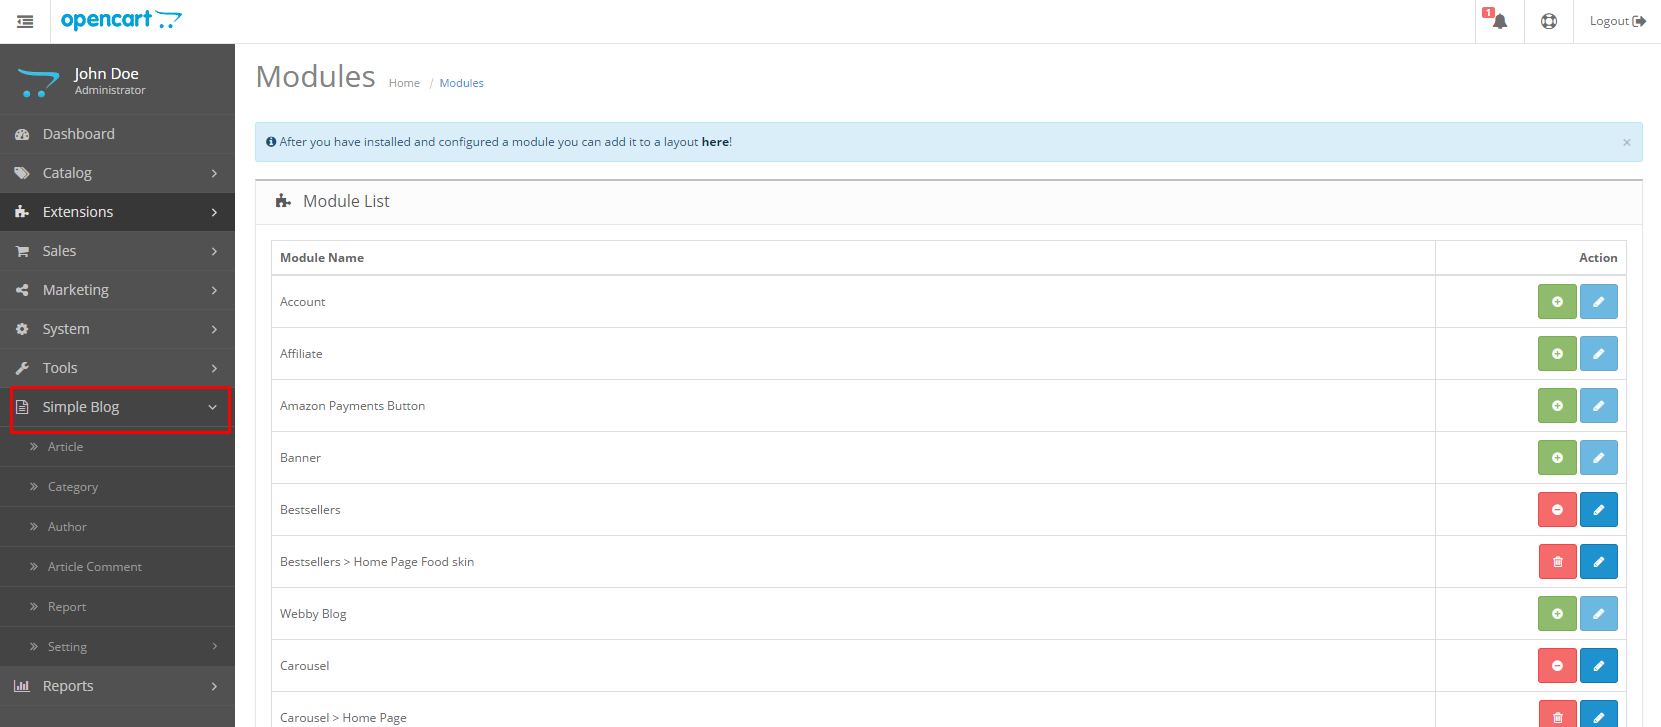 opencart
1
Logout
John Doe
Administrator
Dashboard
Catalog
Extensions
Sales
Marketing
System
Tools
Simple Blog
Article
Category
Author
Article Comment
Report
Setting
Reports
Modules Home / Modules
After you have installed and configured a module you can add it to a layout here! ×
Module List
Module Name Action
Account
Affiliate
Amazon Payments Button
Banner
Bestsellers
Bestsellers > Home Page Food skin
Webby Blog
Carousel
Carousel > Home Page